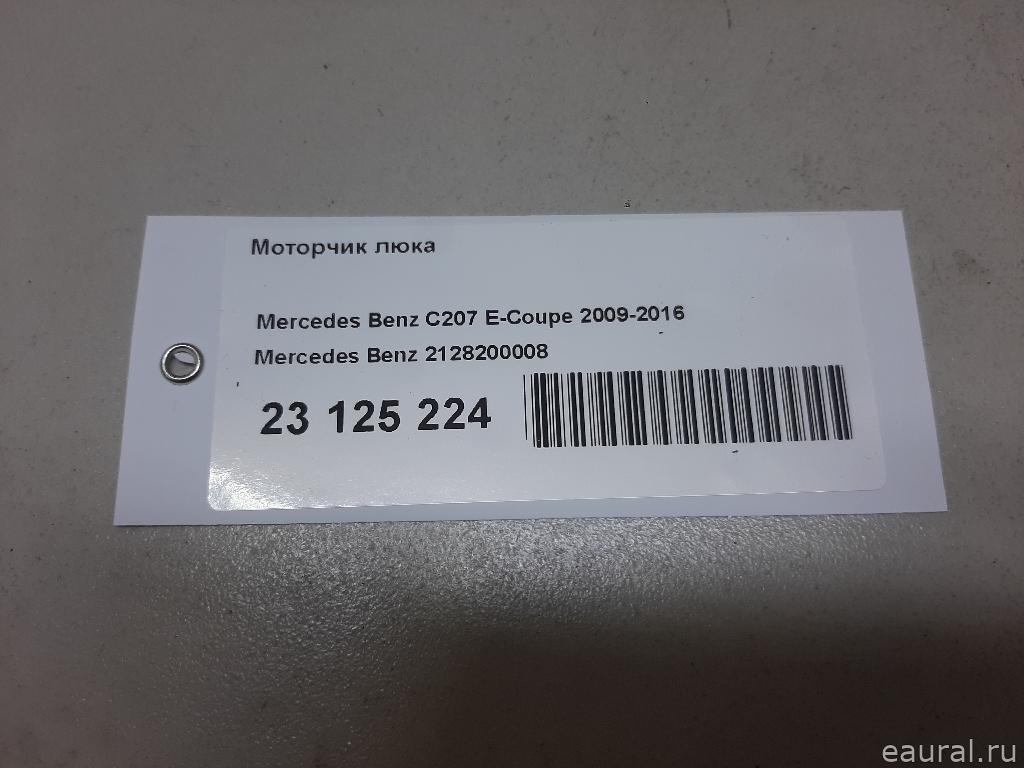 Моторчик люка
Mercedes Benz C207 E-Coupe 2009-2016
Mercedes Benz 2128200008
23 125 224
eaural.ru